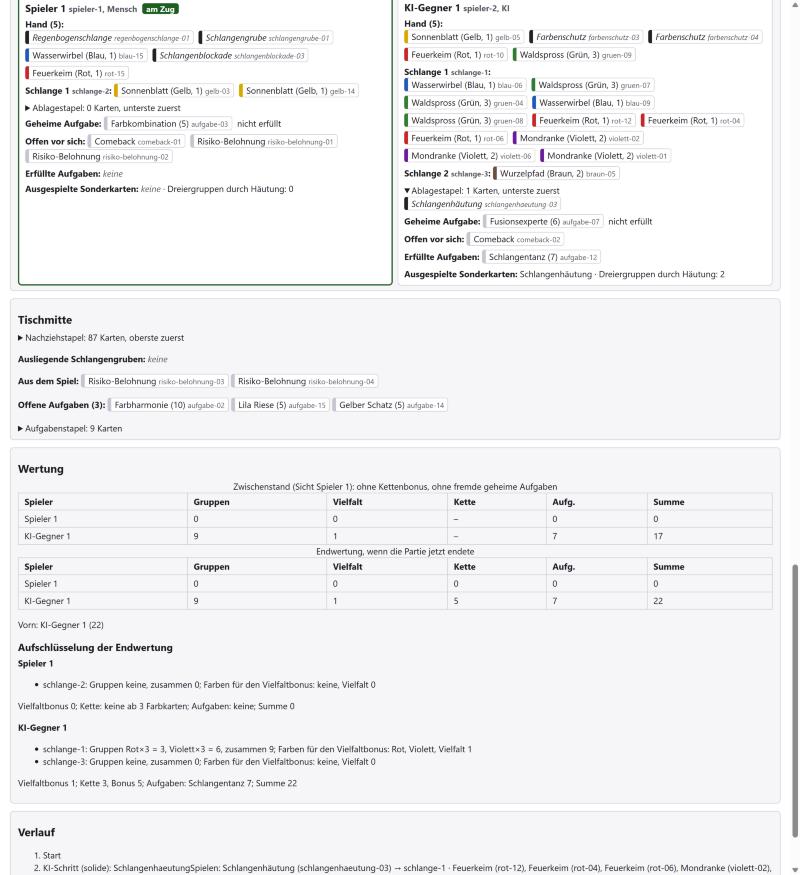 Spieler 1 spieler-1, Mensch am Zug
Hand (5):
Regenbogenschlange regenbogenschlange-01 Schlangengrube schlangengrube-01
Wasserwirbel (Blau, 1) blau-15 Schlangenblockade schlangenblockade-03
Feuerkeim (Rot, 1) rot-15
Schlange 1 schlange-2: Sonnenblatt (Gelb, 1) gelb-03 Sonnenblatt (Gelb, 1) gelb-14
▶ Ablagestapel: 0 Karten, unterste zuerst
Geheime Aufgabe: Farbkombination (5) aufgabe-03 nicht erfüllt
Offen vor sich: Comeback comeback-01 Risiko-Belohnung risiko-belohnung-01
Risiko-Belohnung risiko-belohnung-02
Erfüllte Aufgaben: keine
Ausgespielte Sonderkarten: keine · Dreiergruppen durch Häutung: 0
KI-Gegner 1 spieler-2, KI
Hand (5):
Sonnenblatt (Gelb, 1) gelb-05 Farbenschutz farbenschutz-03 Farbenschutz farbenschutz-04
Feuerkeim (Rot, 1) rot-10 Waldspross (Grün, 3) gruen-09
Schlange 1 schlange-1:
Wasserwirbel (Blau, 1) blau-06 Waldspross (Grün, 3) gruen-07
Waldspross (Grün, 3) gruen-04 Wasserwirbel (Blau, 1) blau-09
Waldspross (Grün, 3) gruen-08 Feuerkeim (Rot, 1) rot-12 Feuerkeim (Rot, 1) rot-04
Feuerkeim (Rot, 1) rot-06 Mondranke (Violett, 2) violett-02
Mondranke (Violett, 2) violett-06 Mondranke (Violett, 2) violett-01
Schlange 2 schlange-3: Wurzelpfad (Braun, 2) braun-05
▼ Ablagestapel: 1 Karten, unterste zuerst
Schlangenhäutung schlangenhaeutung-03
Geheime Aufgabe: Fusionsexperte (6) aufgabe-07 nicht erfüllt
Offen vor sich: Comeback comeback-02
Erfüllte Aufgaben: Schlangentanz (7) aufgabe-12
Ausgespielte Sonderkarten: Schlangenhäutung · Dreiergruppen durch Häutung: 2
Tischmitte
▶ Nachziehstapel: 87 Karten, oberste zuerst
Ausliegende Schlangengruben: keine
Aus dem Spiel: Risiko-Belohnung risiko-belohnung-03 Risiko-Belohnung risiko-belohnung-04
Offene Aufgaben (3): Farbharmonie (10) aufgabe-02 Lila Riese (5) aufgabe-15 Gelber Schatz (5) aufgabe-14
▶ Aufgabenstapel: 9 Karten
Wertung
Zwischenstand (Sicht Spieler 1): ohne Kettenbonus, ohne fremde geheime Aufgaben
Spieler Gruppen Vielfalt Kette Aufg. Summe
Spieler 1 0 0 – 0 0
KI-Gegner 1 9 1 – 7 17
Endwertung, wenn die Partie jetzt endete
Spieler Gruppen Vielfalt Kette Aufg. Summe
Spieler 1 0 0 0 0 0
KI-Gegner 1 9 1 5 7 22
Vorn: KI-Gegner 1 (22)
Aufschlüsselung der Endwertung
Spieler 1
• schlange-2: Gruppen keine, zusammen 0; Farben für den Vielfaltbonus: keine, Vielfalt 0
Vielfaltbonus 0; Kette: keine ab 3 Farbkarten; Aufgaben: keine; Summe 0
KI-Gegner 1
• schlange-1: Gruppen Rot×3 = 3, Violett×3 = 6, zusammen 9; Farben für den Vielfaltbonus: Rot, Violett, Vielfalt 1
• schlange-3: Gruppen keine, zusammen 0; Farben für den Vielfaltbonus: keine, Vielfalt 0
Vielfaltbonus 1; Kette 3, Bonus 5; Aufgaben: Schlangentanz 7; Summe 22
Verlauf
1. Start
2. KI-Schritt (solide): SchlangenhaeutungSpielen: Schlangenhäutung (schlangenhaeutung-03) → schlange-1 · Feuerkeim (rot-12), Feuerkeim (rot-04), Feuerkeim (rot-06), Mondranke (violett-02),